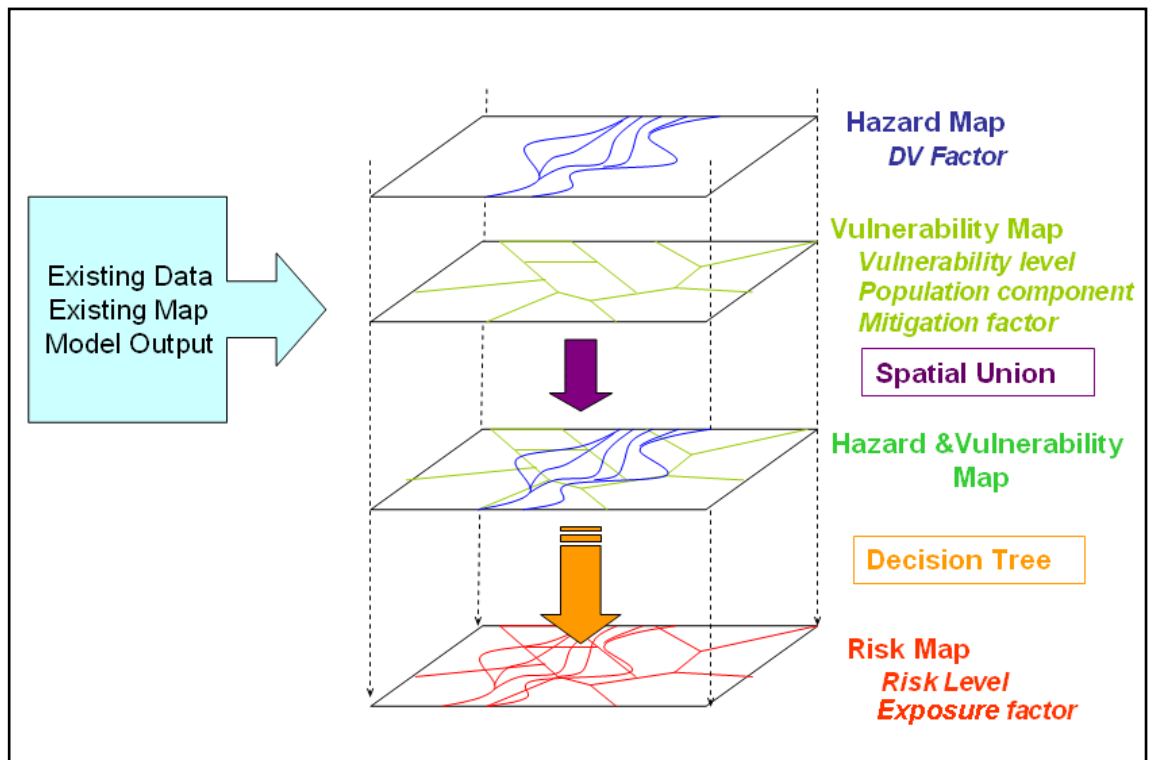 Existing Data
Existing Map
Model Output
Hazard Map
DV Factor
Vulnerability Map
Vulnerability level
Population component
Mitigation factor
Spatial Union
Hazard &Vulnerability
Map
Decision Tree
Risk Map
Risk Level
Exposure factor